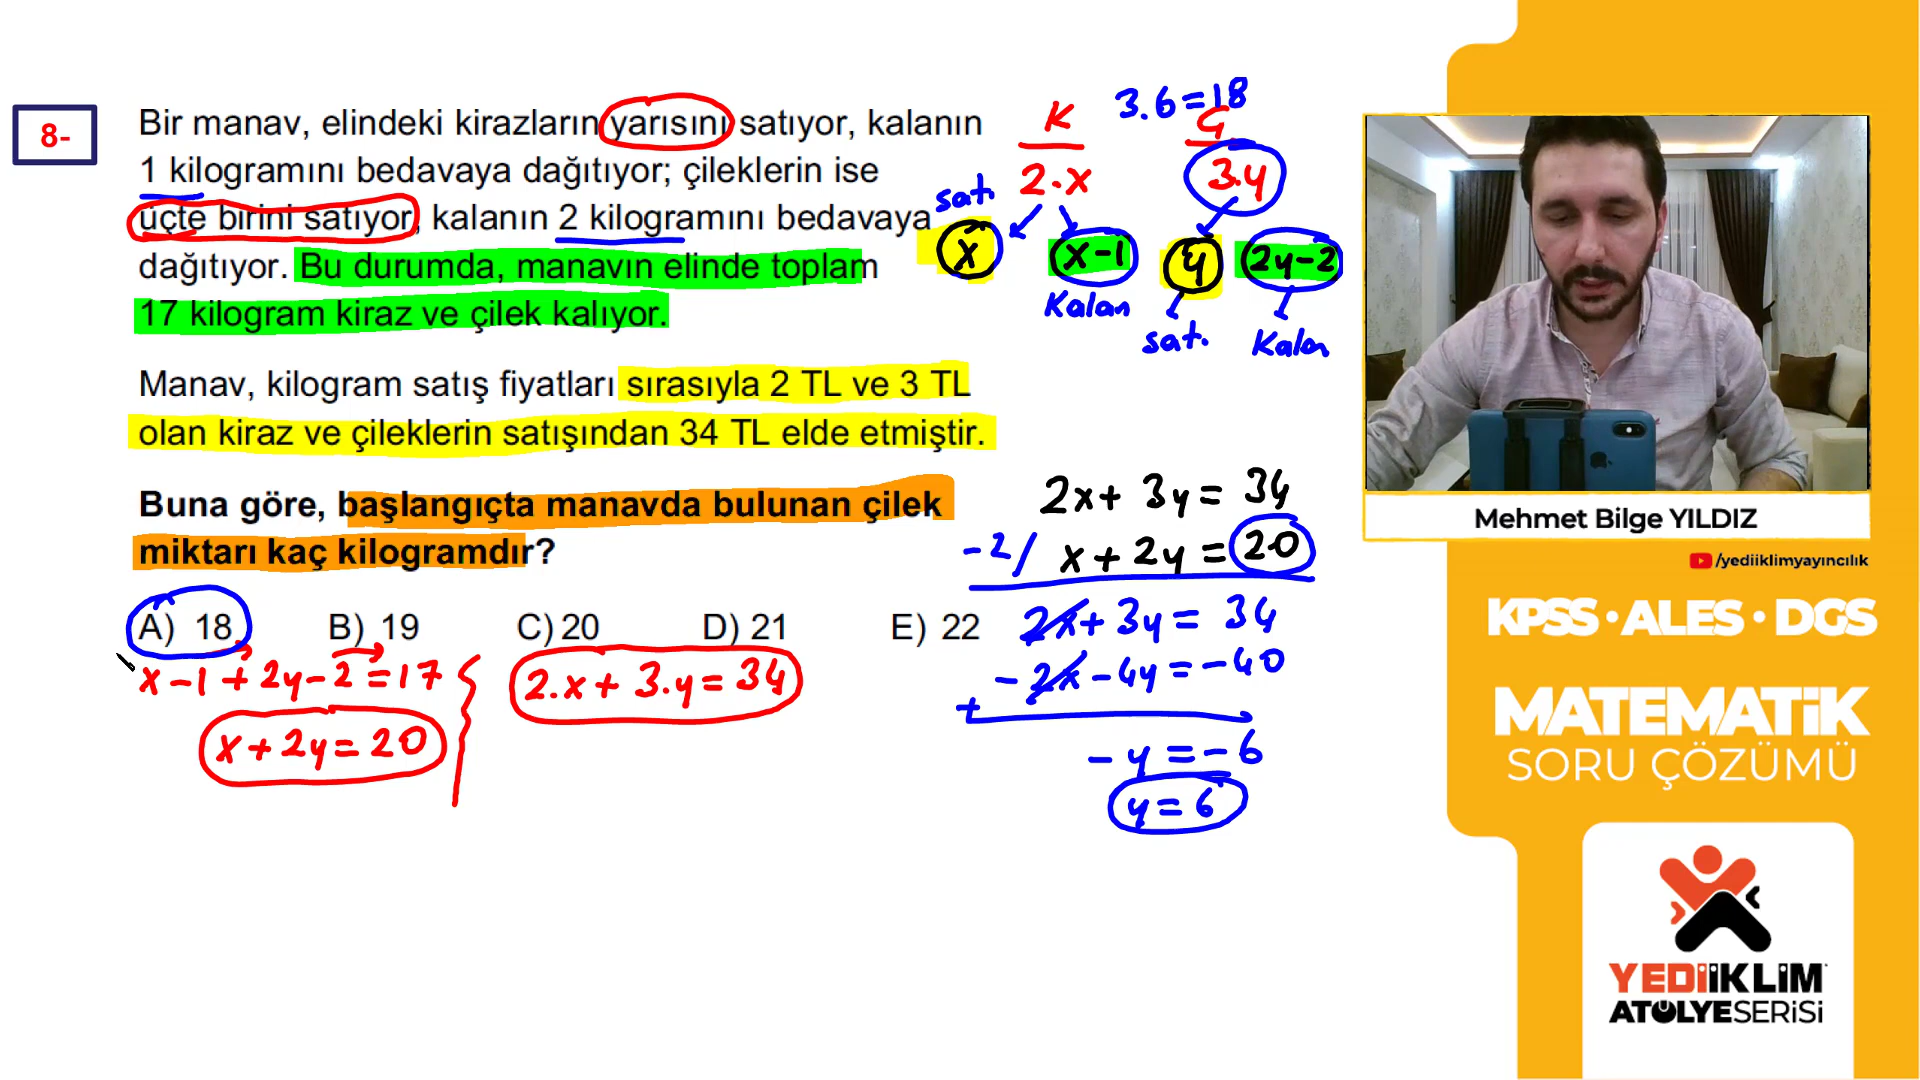 8-
Bir manav, elindeki kirazların yarısını satıyor, kalanın
1 kilogramını bedavaya dağıtıyor; çileklerin ise
üçte birini satıyor, kalanın 2 kilogramını bedavaya
dağıtıyor. Bu durumda, manavın elinde toplam
17 kilogram kiraz ve çilek kalıyor.
Manav, kilogram satış fiyatları sırasıyla 2 TL ve 3 TL
olan kiraz ve çileklerin satışından 34 TL elde etmiştir.
Buna göre, başlangıçta manavda bulunan çilek
miktarı kaç kilogramdır?
A) 18 B) 19 C) 20 D) 21 E) 22
x-1+2y-2=17
x+2y=20
2.x+3.y=34
3.6=18
K Ç
2.x 3.y
sat.
x x-1 y 2y-2
Kalan
sat. Kalan
2x+3y=34
-2/ x+2y=20
2x+3y=34
-2x-4y=-40
+
-y=-6
y=6
Mehmet Bilge YILDIZ
/yediiklimyayıncılık
KPSS • ALES • DGS
MATEMATİK
SORU ÇÖZÜMÜ
YEDİİKLİM
ATÖLYESERİSİ